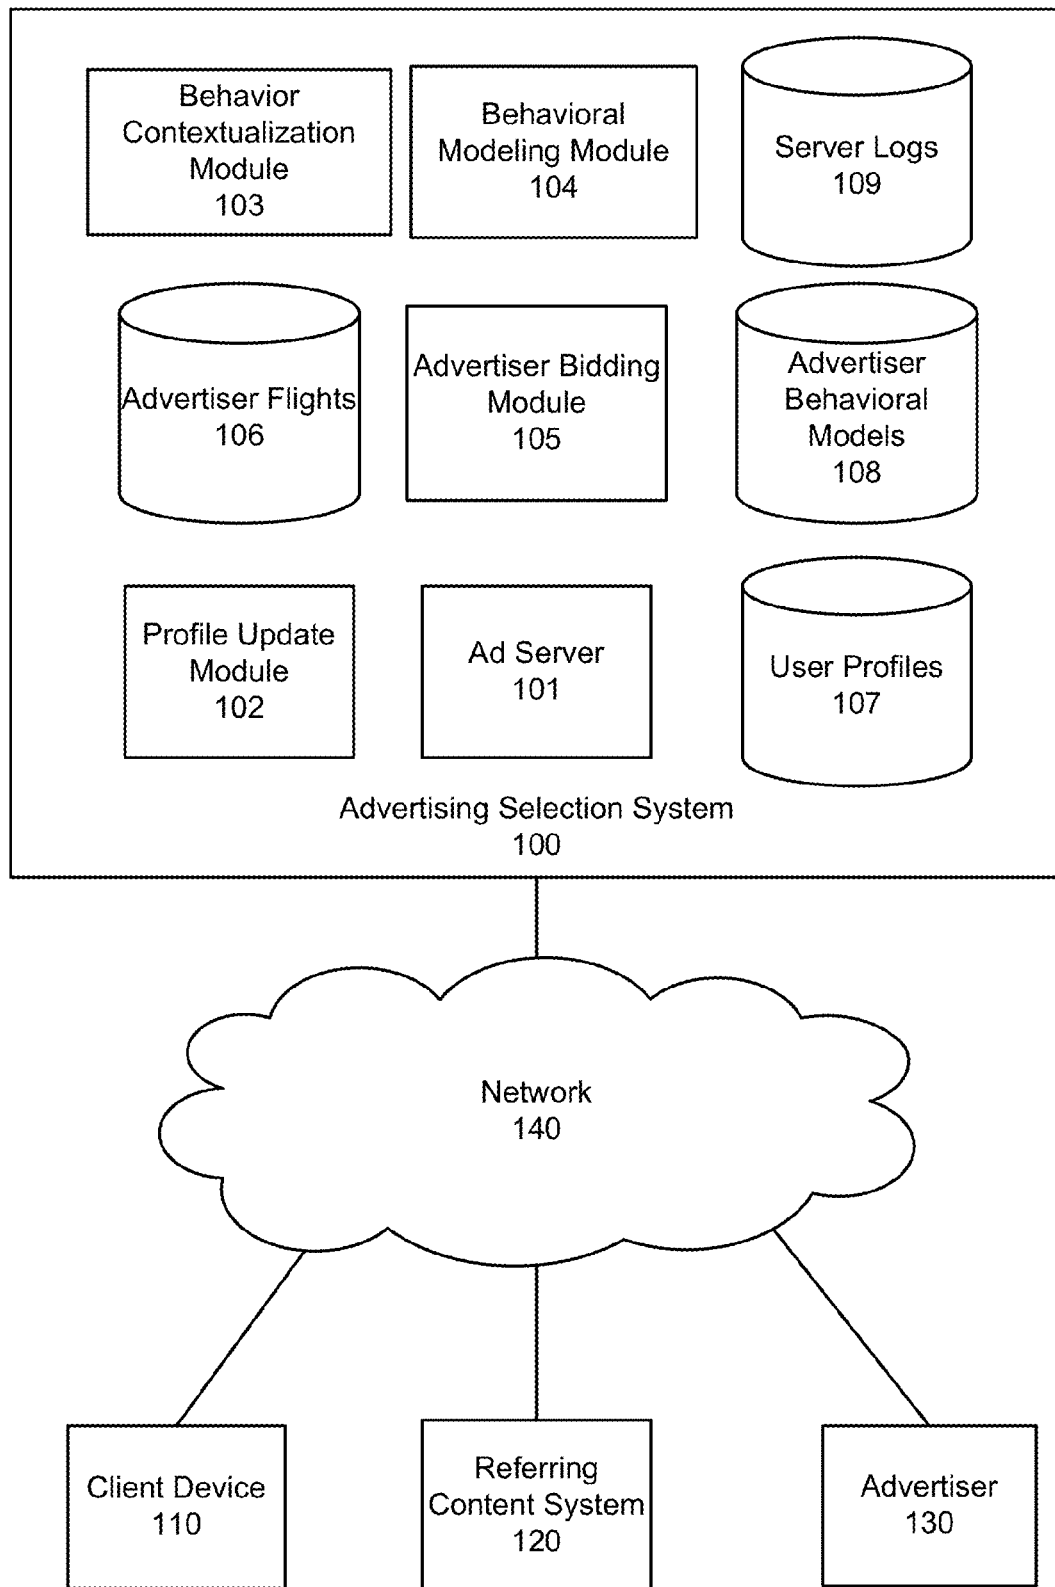 Behavior
Contextualization
Module
103
Behavioral
Modeling Module
104
Server Logs
109
Advertiser Flights
106
Advertiser Bidding
Module
105
Advertiser
Behavioral
Models
108
Profile Update
Module
102
Ad Server
101
User Profiles
107
Advertising Selection System
100
Network
140
Client Device
110
Referring
Content System
120
Advertiser
130